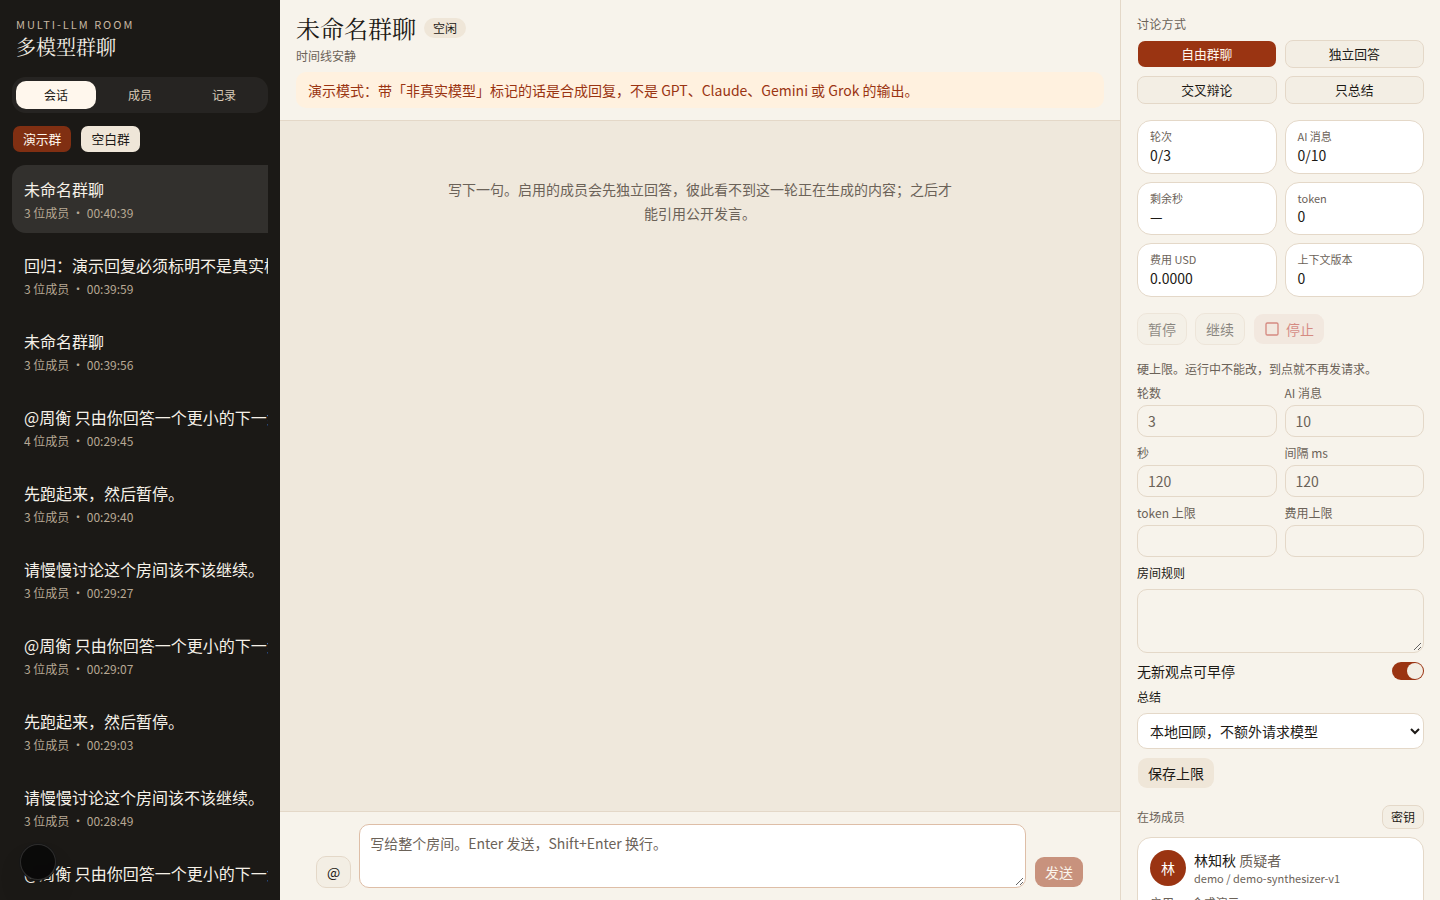 MULTI-LLM ROOM
多模型群聊
会话
成员
记录
演示群
空白群
未命名群聊
3 位成员 · 00:40:39
回归：演示回复必须标明不是真实
3 位成员 · 00:39:59
未命名群聊
3 位成员 · 00:39:56
@周衡 只由你回答一个更小的下一
4 位成员 · 00:29:45
先跑起来，然后暂停。
3 位成员 · 00:29:40
请慢慢讨论这个房间该不该继续。
3 位成员 · 00:29:27
@周衡 只由你回答一个更小的下一
3 位成员 · 00:29:07
先跑起来，然后暂停。
3 位成员 · 00:29:03
请慢慢讨论这个房间该不该继续。
3 位成员 · 00:28:49
衡 只由你回答一个更小的下一
未命名群聊
空闲
时间线安静
演示模式：带「非真实模型」标记的话是合成回复，不是 GPT、Claude、Gemini 或 Grok 的输出。
写下一句。启用的成员会先独立回答，彼此看不到这一轮正在生成的内容；之后才
能引用公开发言。
@
写给整个房间。Enter 发送，Shift+Enter 换行。
发送
讨论方式
自由群聊
独立回答
交叉辩论
只总结
轮次
0/3
AI 消息
0/10
剩余秒
—
token
0
费用 USD
0.0000
上下文版本
0
暂停
继续
停止
硬上限。运行中不能改，到点就不再发请求。
轮数
AI 消息
3
10
秒
间隔 ms
120
120
token 上限
费用上限
房间规则
无新观点可早停
总结
本地回顾，不额外请求模型
保存上限
在场成员
密钥
林
林知秋 质疑者
demo / demo-synthesizer-v1